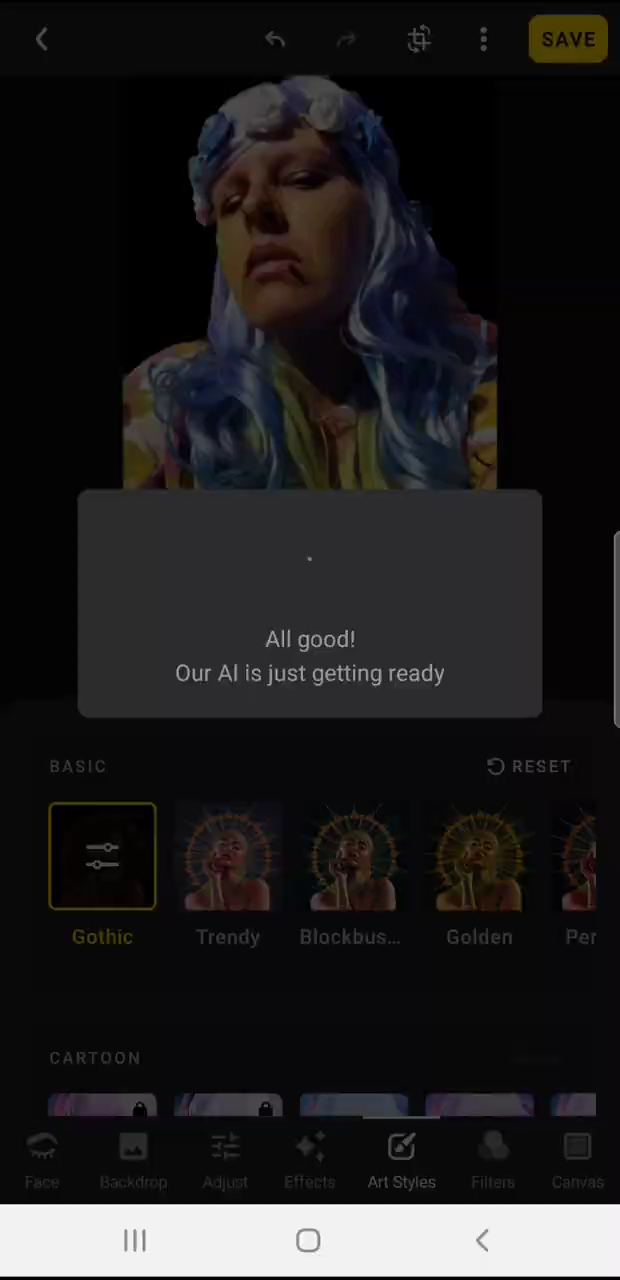 SAVE
All good!
Our AI is just getting ready
BASIC
RESET
Gothic
Trendy
Blockbus...
Golden
Per
CARTOON
Face
Backdrop
Adjust
Effects
Art Styles
Filters
Canvas